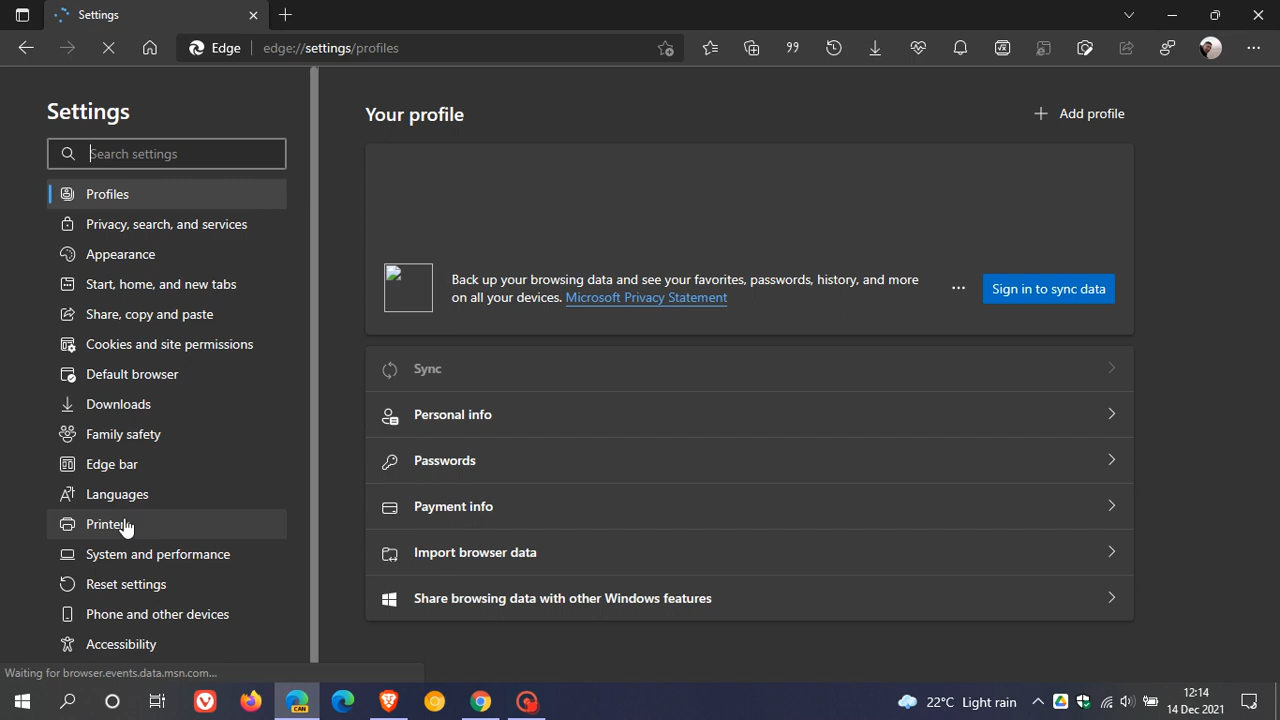 Settings
Edge
edge://settings/profiles
Settings
Search settings
Profiles
Privacy, search, and services
Appearance
Start, home, and new tabs
Share, copy and paste
Cookies and site permissions
Default browser
Downloads
Family safety
Edge bar
Languages
Printers
System and performance
Reset settings
Phone and other devices
Accessibility
Your profile
Add profile
Back up your browsing data and see your favorites, passwords, history, and more
on all your devices. Microsoft Privacy Statement
Sign in to sync data
Sync
Personal info
Passwords
Payment info
Import browser data
Share browsing data with other Windows features
Waiting for browser.events.data.msn.com...
CAN
22°C Light rain
12:14
14 Dec 2021